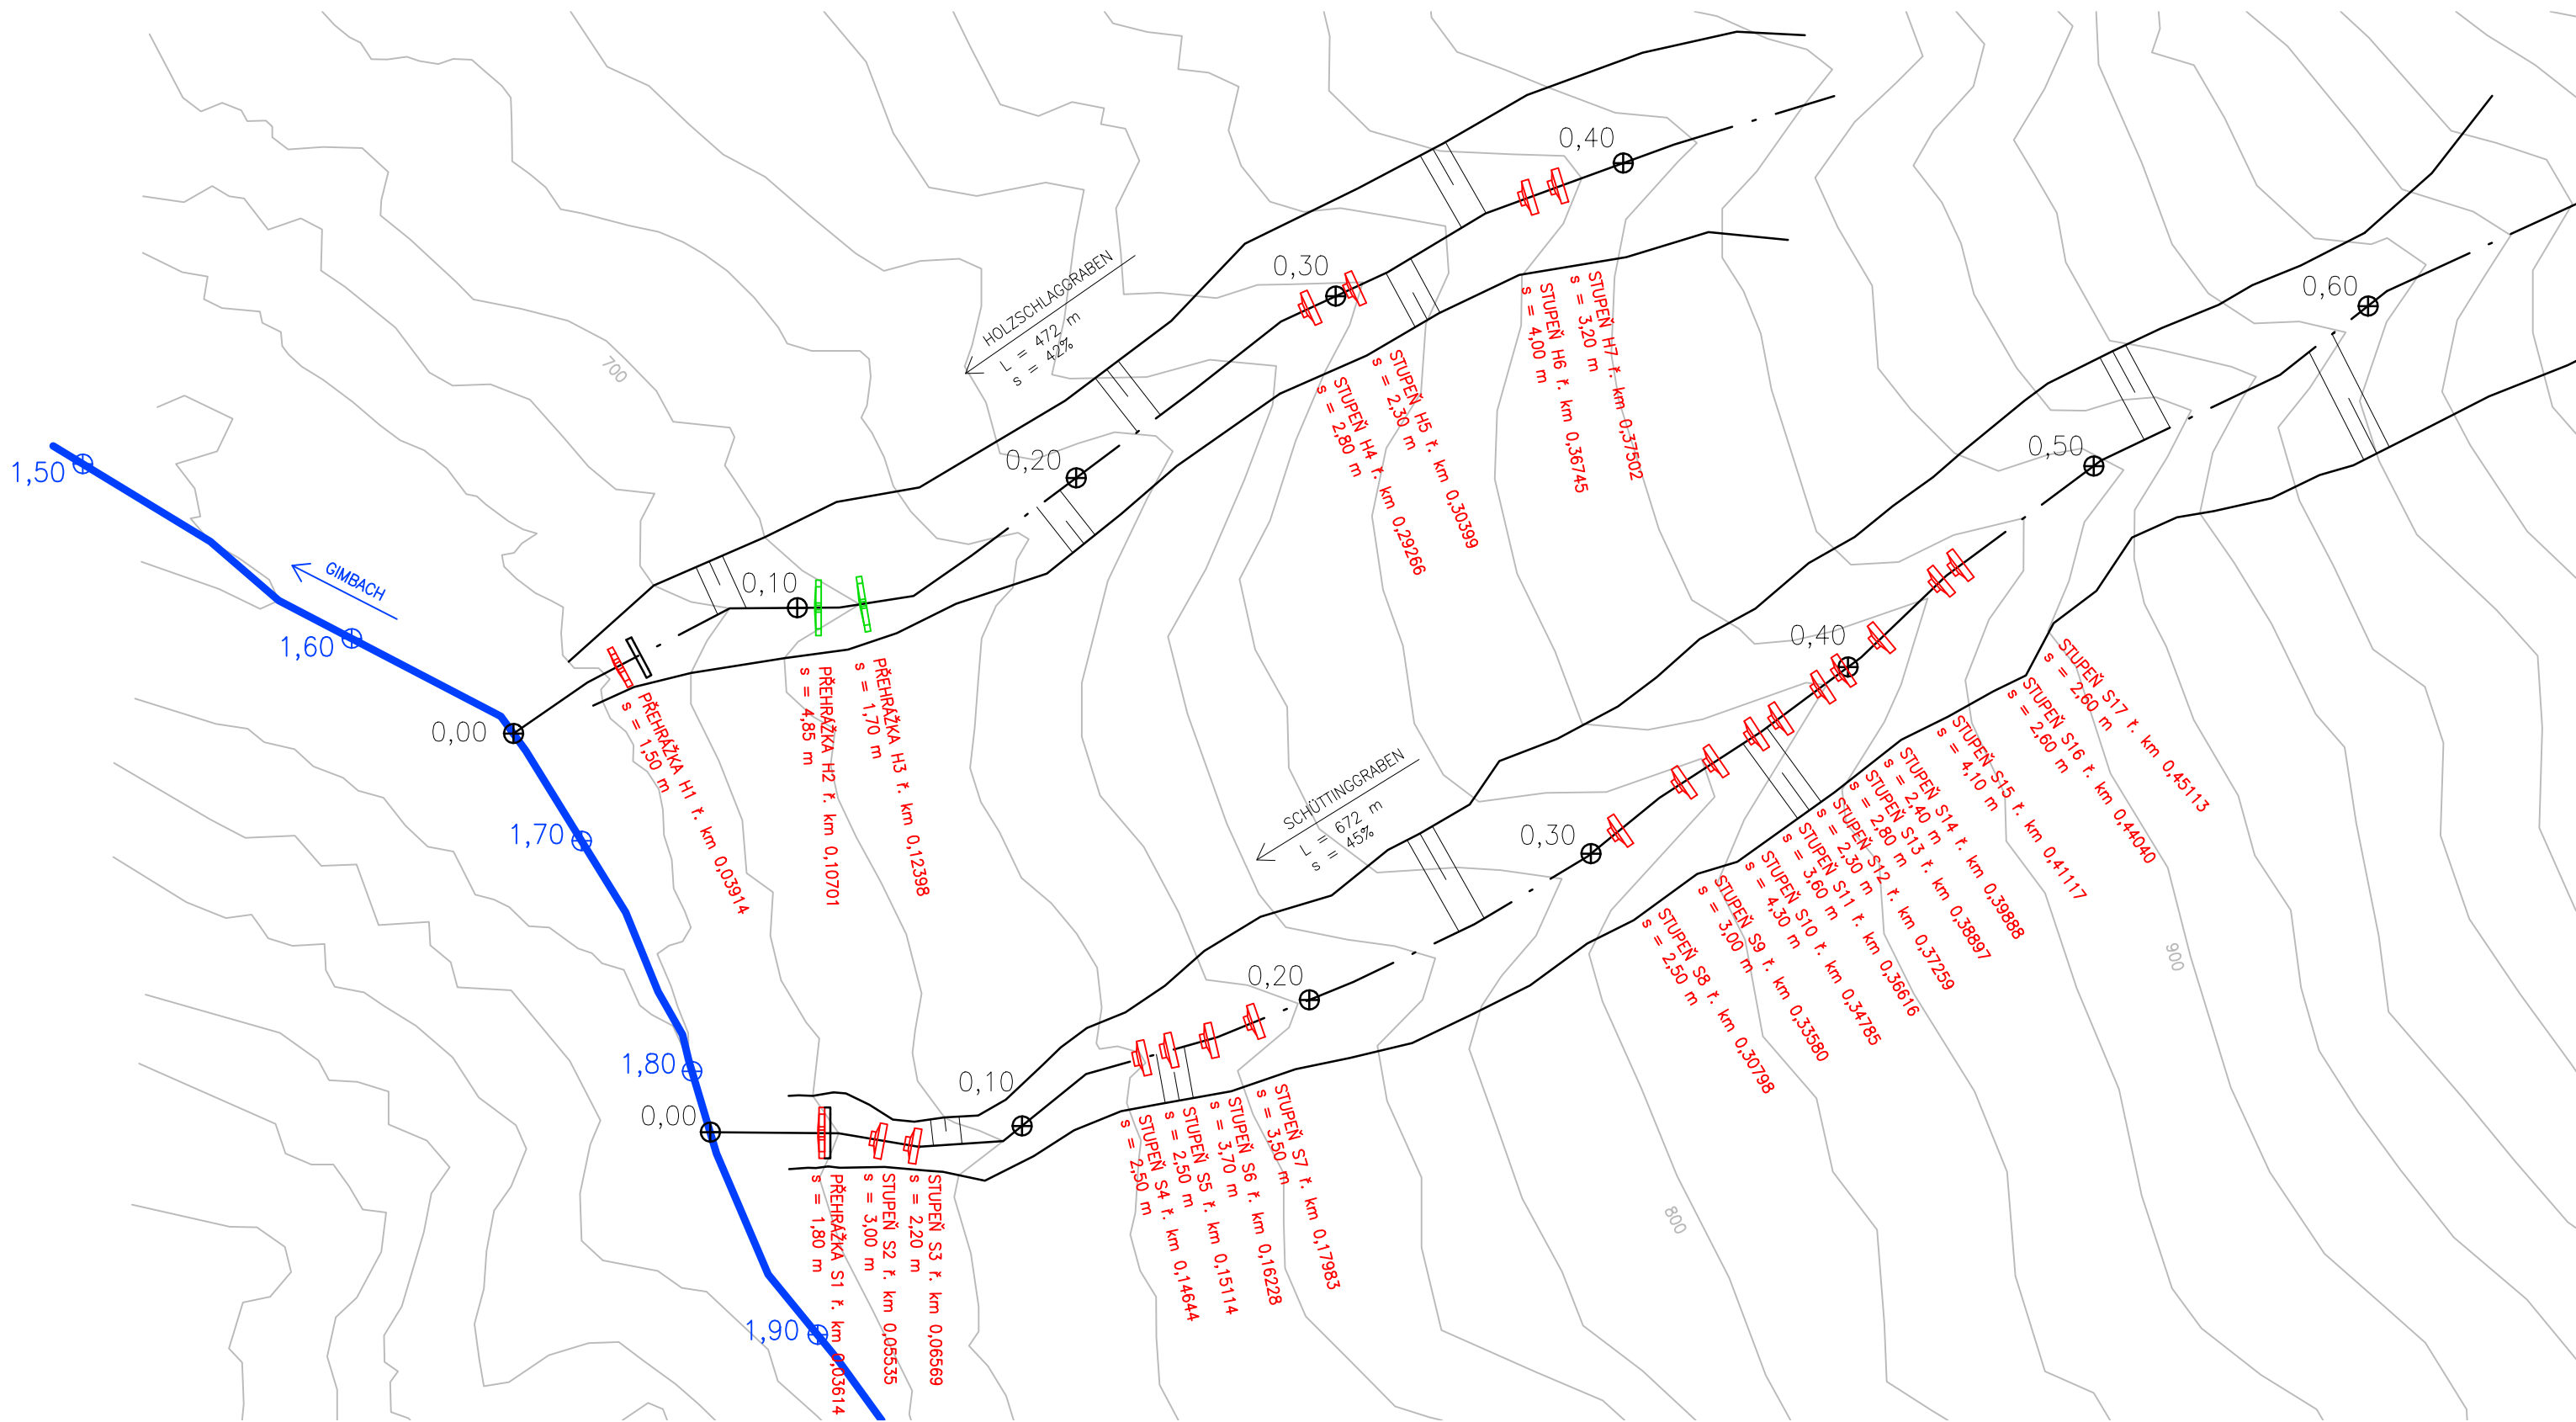 0,40
0,30
HOLZSCHLAGGRABEN
L = 472 m
s = 42%
STUPEŇ H7 ř. km 0,37502
s = 3,20 m
STUPEŇ H6 ř. km 0,36745
s = 4,00 m
STUPEŇ H5 ř. km 0,30399
s = 2,30 m
STUPEŇ H4 ř. km 0,29266
s = 2,80 m
0,60
0,50
700
0,20
1,50
GIMBACH
0,10
1,60
0,00
PŘEHRÁŽKA H1 ř. km 0,03914
s = 1,50 m
PŘEHRÁŽKA H2 ř. km 0,10701
s = 4,85 m
PŘEHRÁŽKA H3 ř. km 0,12398
s = 1,70 m
0,40
STUPEŇ S17 ř. km 0,45113
s = 2,60 m
STUPEŇ S16 ř. km 0,44040
s = 2,60 m
STUPEŇ S15 ř. km 0,41117
s = 4,10 m
STUPEŇ S14 ř. km 0,39888
s = 2,40 m
STUPEŇ S13 ř. km 0,38897
s = 2,80 m
STUPEŇ S12 ř. km 0,37259
s = 2,30 m
STUPEŇ S11 ř. km 0,36616
s = 3,60 m
STUPEŇ S10 ř. km 0,34785
s = 4,30 m
STUPEŇ S9 ř. km 0,33580
s = 3,00 m
STUPEŇ S8 ř. km 0,30798
s = 2,50 m
SCHÜTTINGGRABEN
L = 672 m
s = 45%
1,70
0,30
900
0,20
1,80
0,10
0,00
STUPEŇ S7 ř. km 0,17983
s = 3,50 m
STUPEŇ S6 ř. km 0,16228
s = 3,70 m
STUPEŇ S5 ř. km 0,15114
s = 2,50 m
STUPEŇ S4 ř. km 0,14644
s = 2,50 m
STUPEŇ S3 ř. km 0,06569
s = 2,20 m
STUPEŇ S2 ř. km 0,05535
s = 3,00 m
PŘEHRÁŽKA S1 ř. km 0,03614
s = 1,80 m
800
1,90